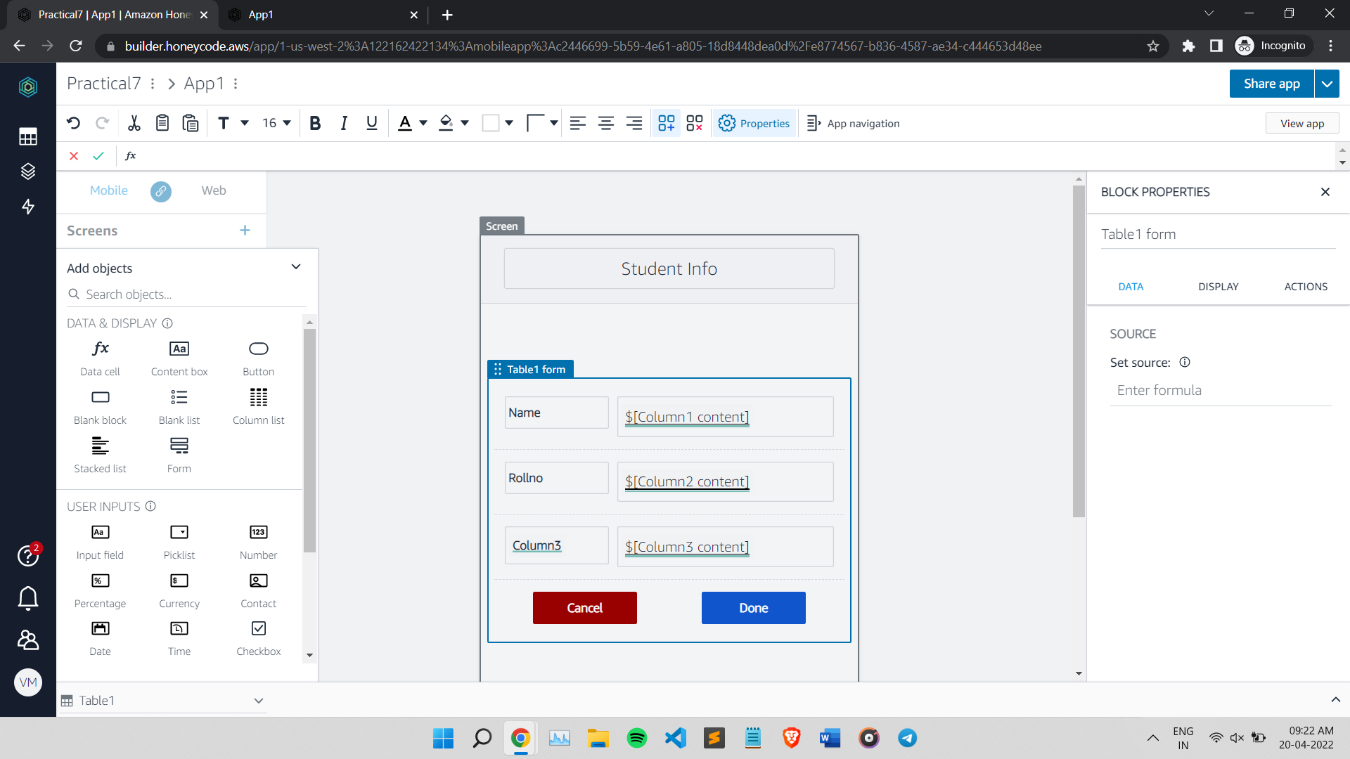 Practical7 | App1 | Amazon Hone
App1
builder.honeycode.aws/app/1-us-west-2%3A122162422134%3Amobileapp%3Ac2446699-5b59-4e61-a805-18d8448dea0d%2Fe8774567-b836-4587-ae34-c444653d48ee
Incognito
Practical7 > App1
Share app
T 16 B I U A Properties App navigation View app
fx
Mobile Web
Screens
Add objects
Search objects...
DATA & DISPLAY
fx Aa
Data cell Content box Button
Blank block Blank list Column list
Stacked list Form
USER INPUTS
Aa 123
Input field Picklist Number
% $
Percentage Currency Contact
Date Time Checkbox
2
VM
Table1
Screen
Student Info
Table1 form
Name $[Column1 content]
Rollno $[Column2 content]
Column3 $[Column3 content]
Cancel Done
BLOCK PROPERTIES
Table1 form
DATA DISPLAY ACTIONS
SOURCE
Set source:
Enter formula
ENG
IN
09:22 AM
20-04-2022